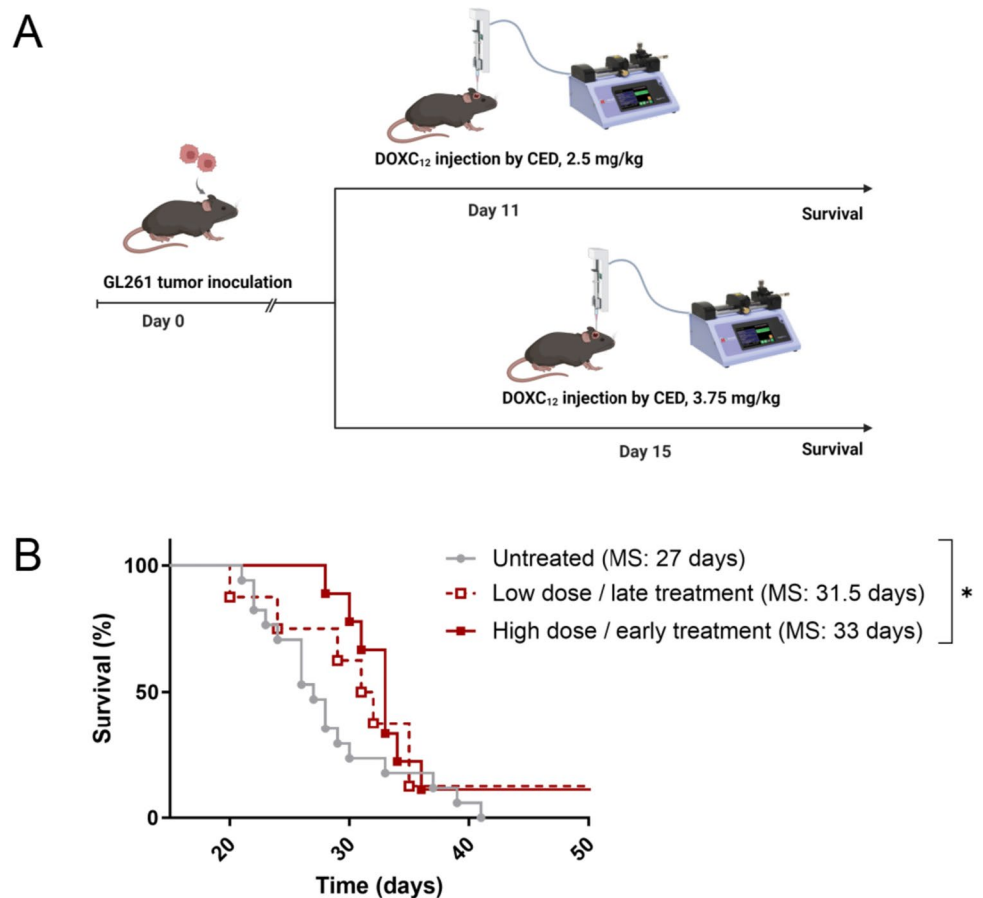 A
DOXC₁₂ injection by CED, 2.5 mg/kg
Day 11
Survival
GL261 tumor inoculation
Day 0
DOXC₁₂ injection by CED, 3.75 mg/kg
Day 15
Survival
B
Untreated (MS: 27 days)
Low dose / late treatment (MS: 31.5 days)
High dose / early treatment (MS: 33 days)
*
Survival (%)
100
50
0
20
30
40
50
Time (days)